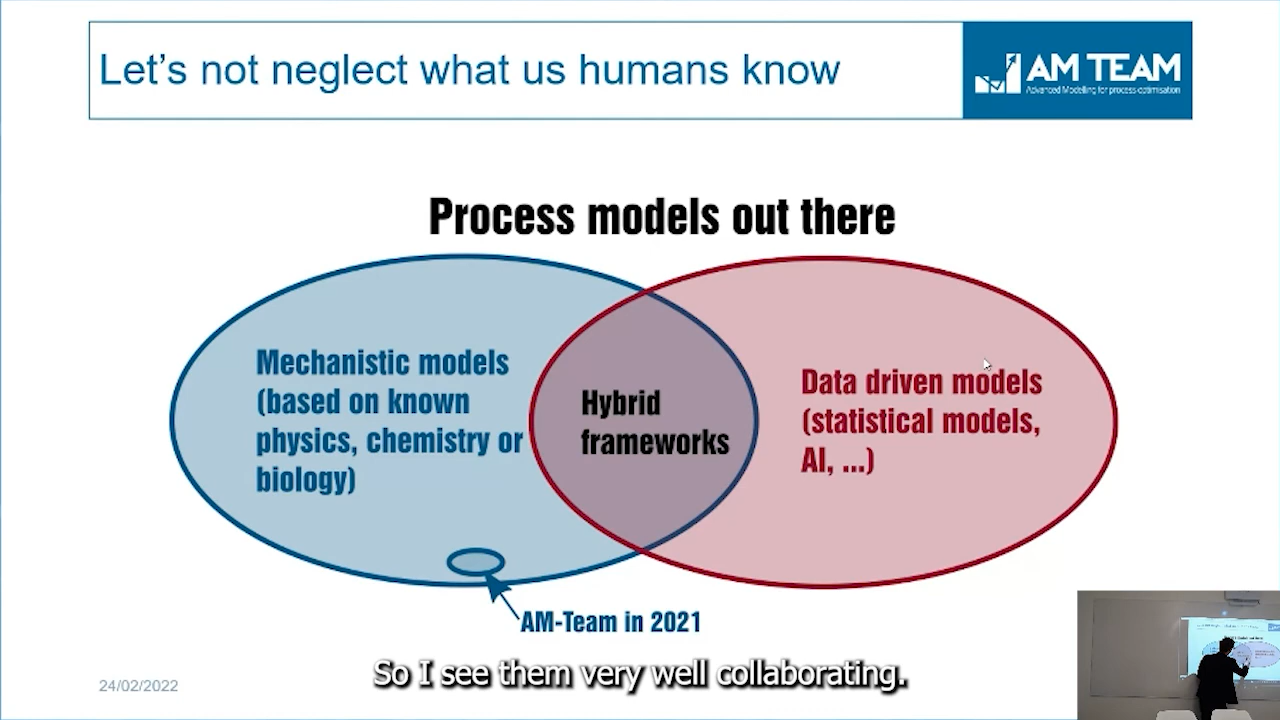 Let's not neglect what us humans know
AM TEAM
Advanced Modelling for process optimisation
Process models out there
Mechanistic models
(based on known
physics, chemistry or
biology)
Hybrid
frameworks
Data driven models
(statistical models,
AI, ...)
AM-Team in 2021
So I see them very well collaborating.
24/02/2022